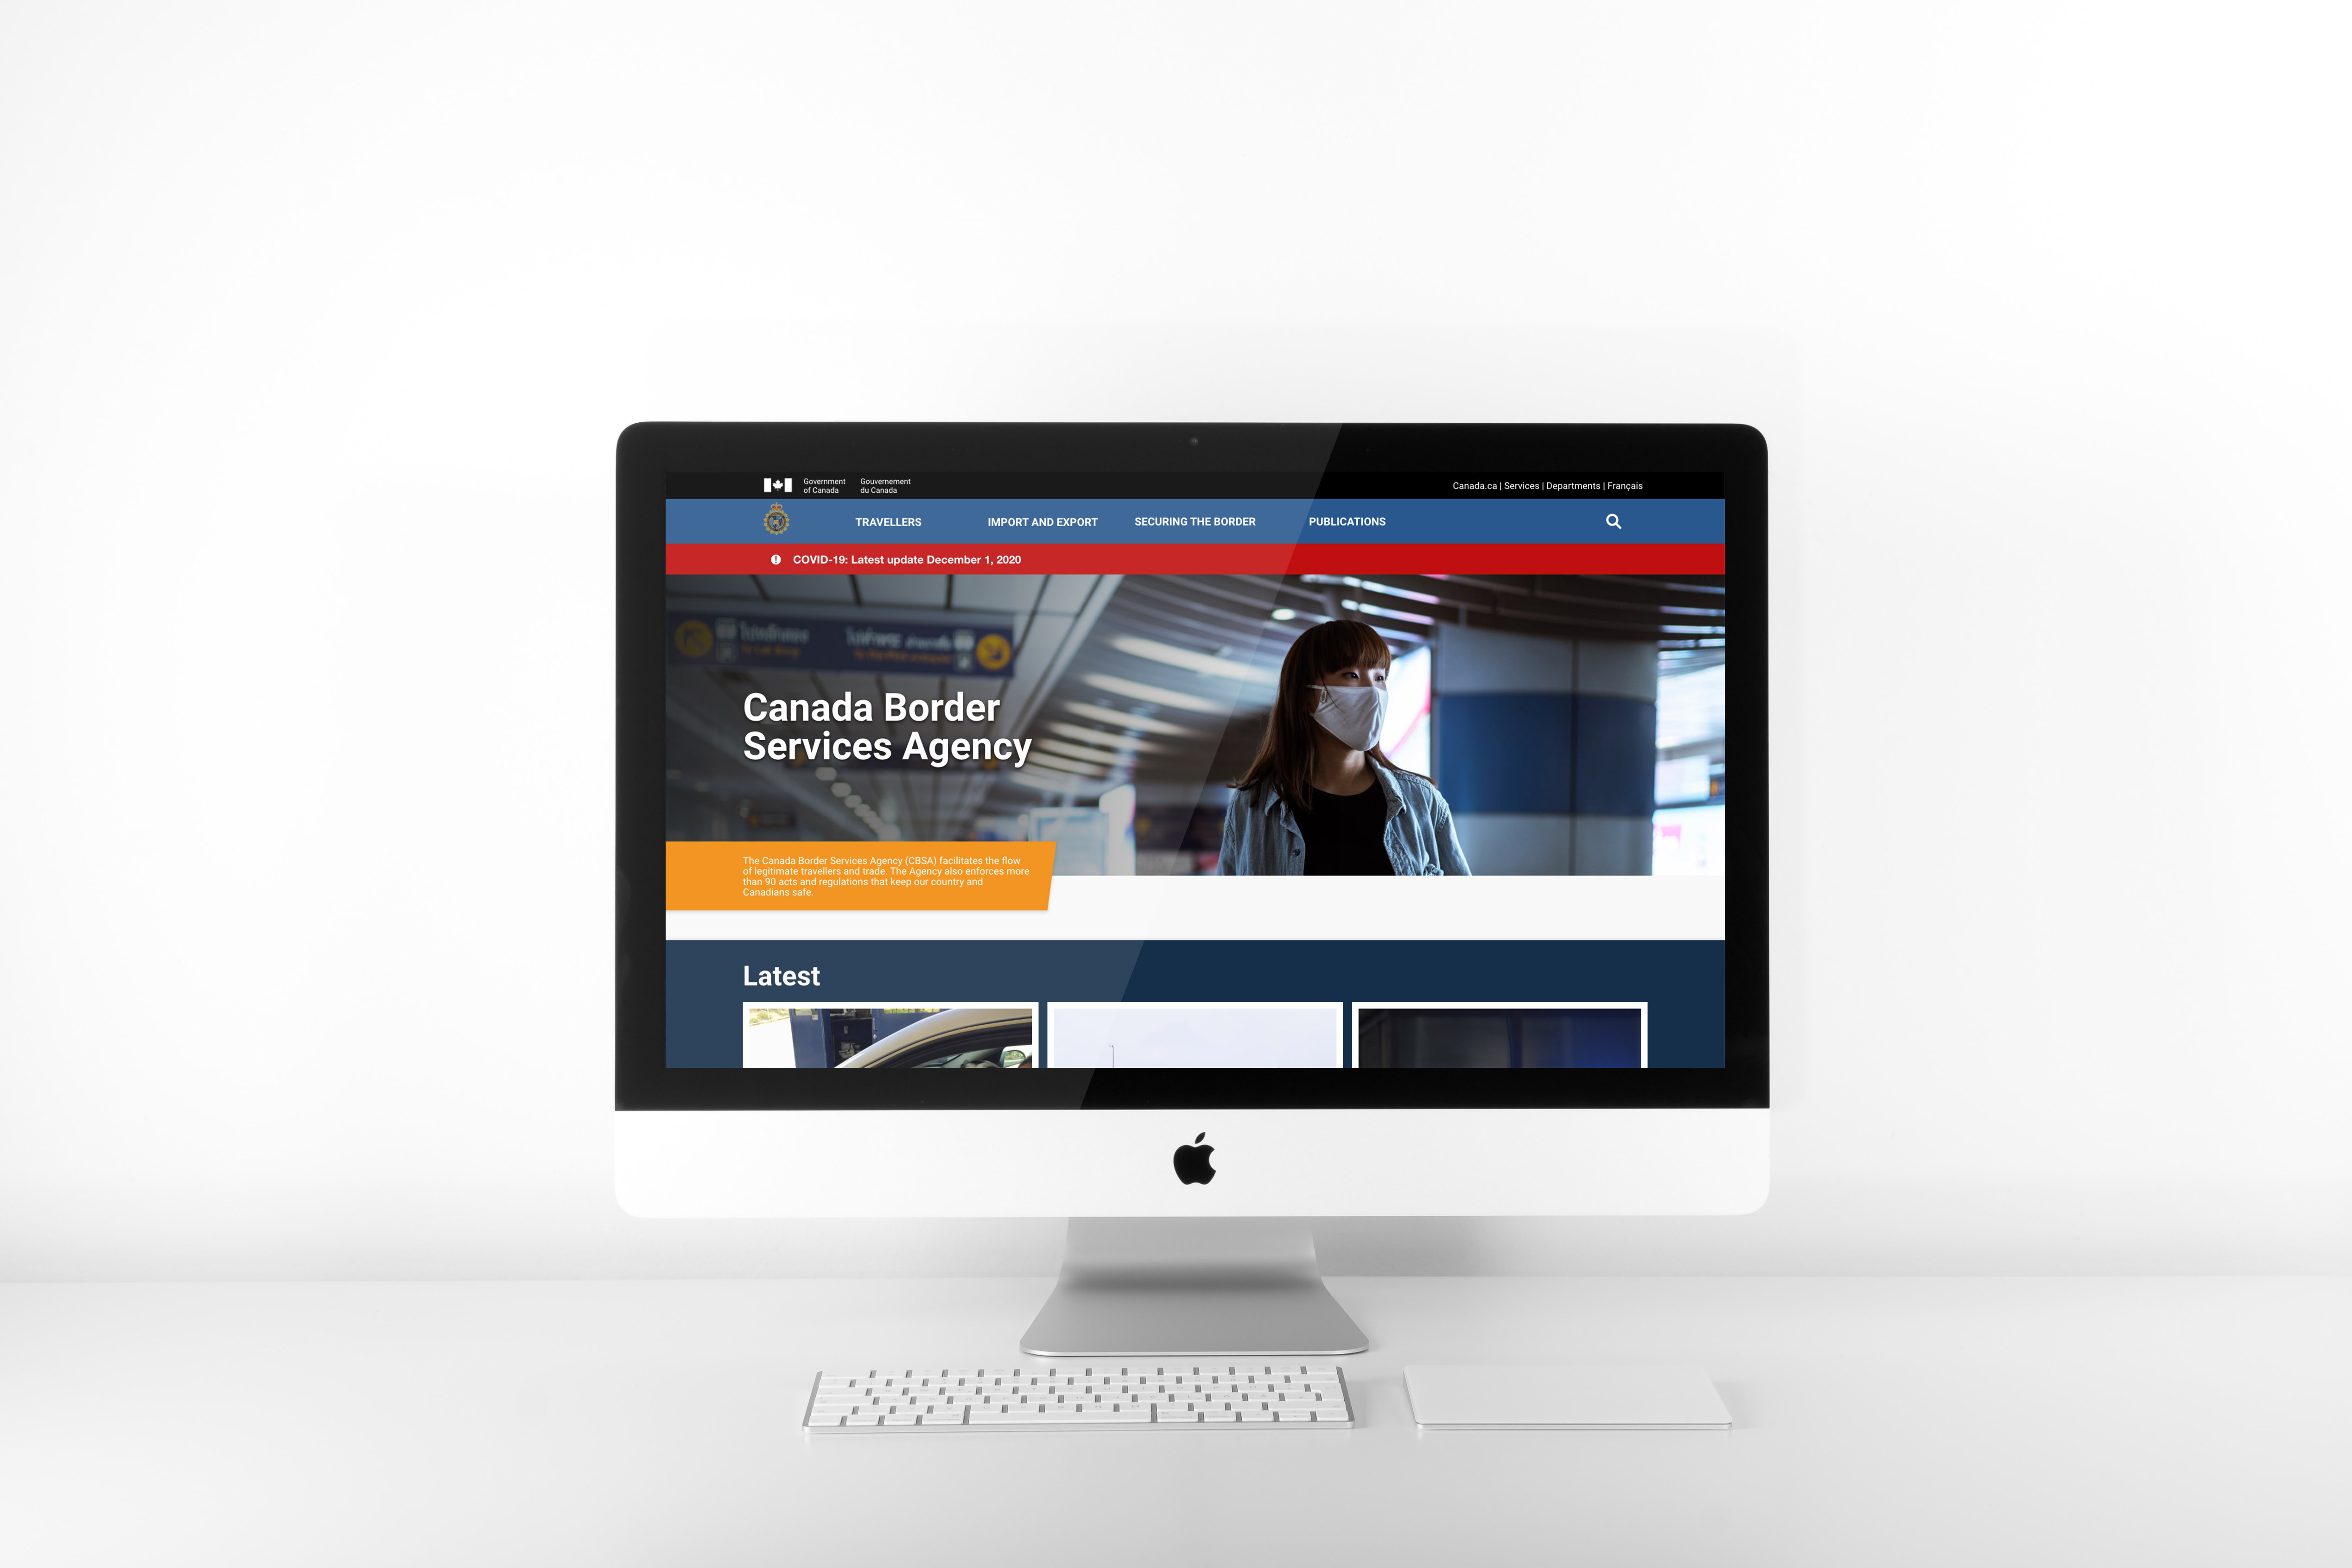 Government Gouvernement
of Canada du Canada
Canada.ca | Services | Departments | Français
TRAVELLERS IMPORT AND EXPORT SECURING THE BORDER PUBLICATIONS
COVID-19: Latest update December 1, 2020
Canada Border
Services Agency
The Canada Border Services Agency (CBSA) facilitates the flow
of legitimate travellers and trade. The Agency also enforces more
than 90 acts and regulations that keep our country and
Canadians safe.
Latest